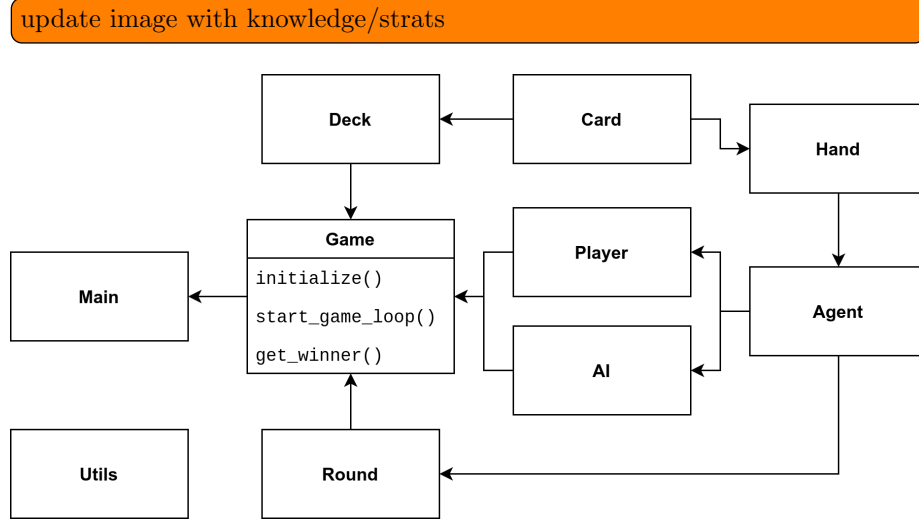 update image with knowledge/strats
Deck
Card
Hand
Game
initialize()
start_game_loop()
get_winner()
Player
Main
Agent
AI
Utils
Round